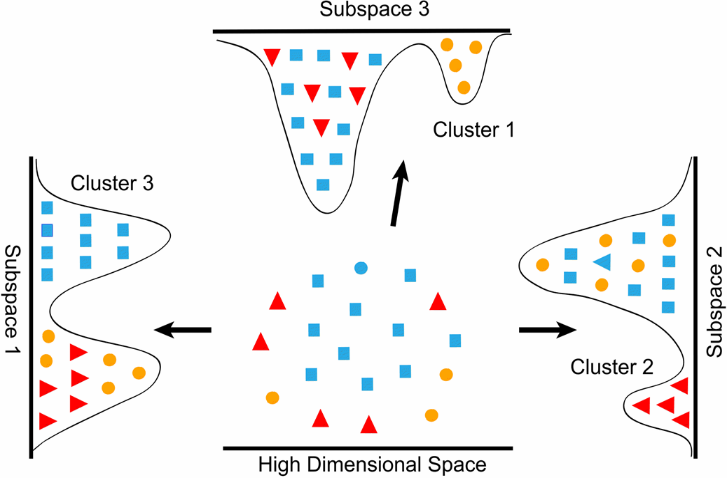 Subspace 3
Cluster 1
Cluster 3
Subspace 1
Subspace 2
Cluster 2
High Dimensional Space